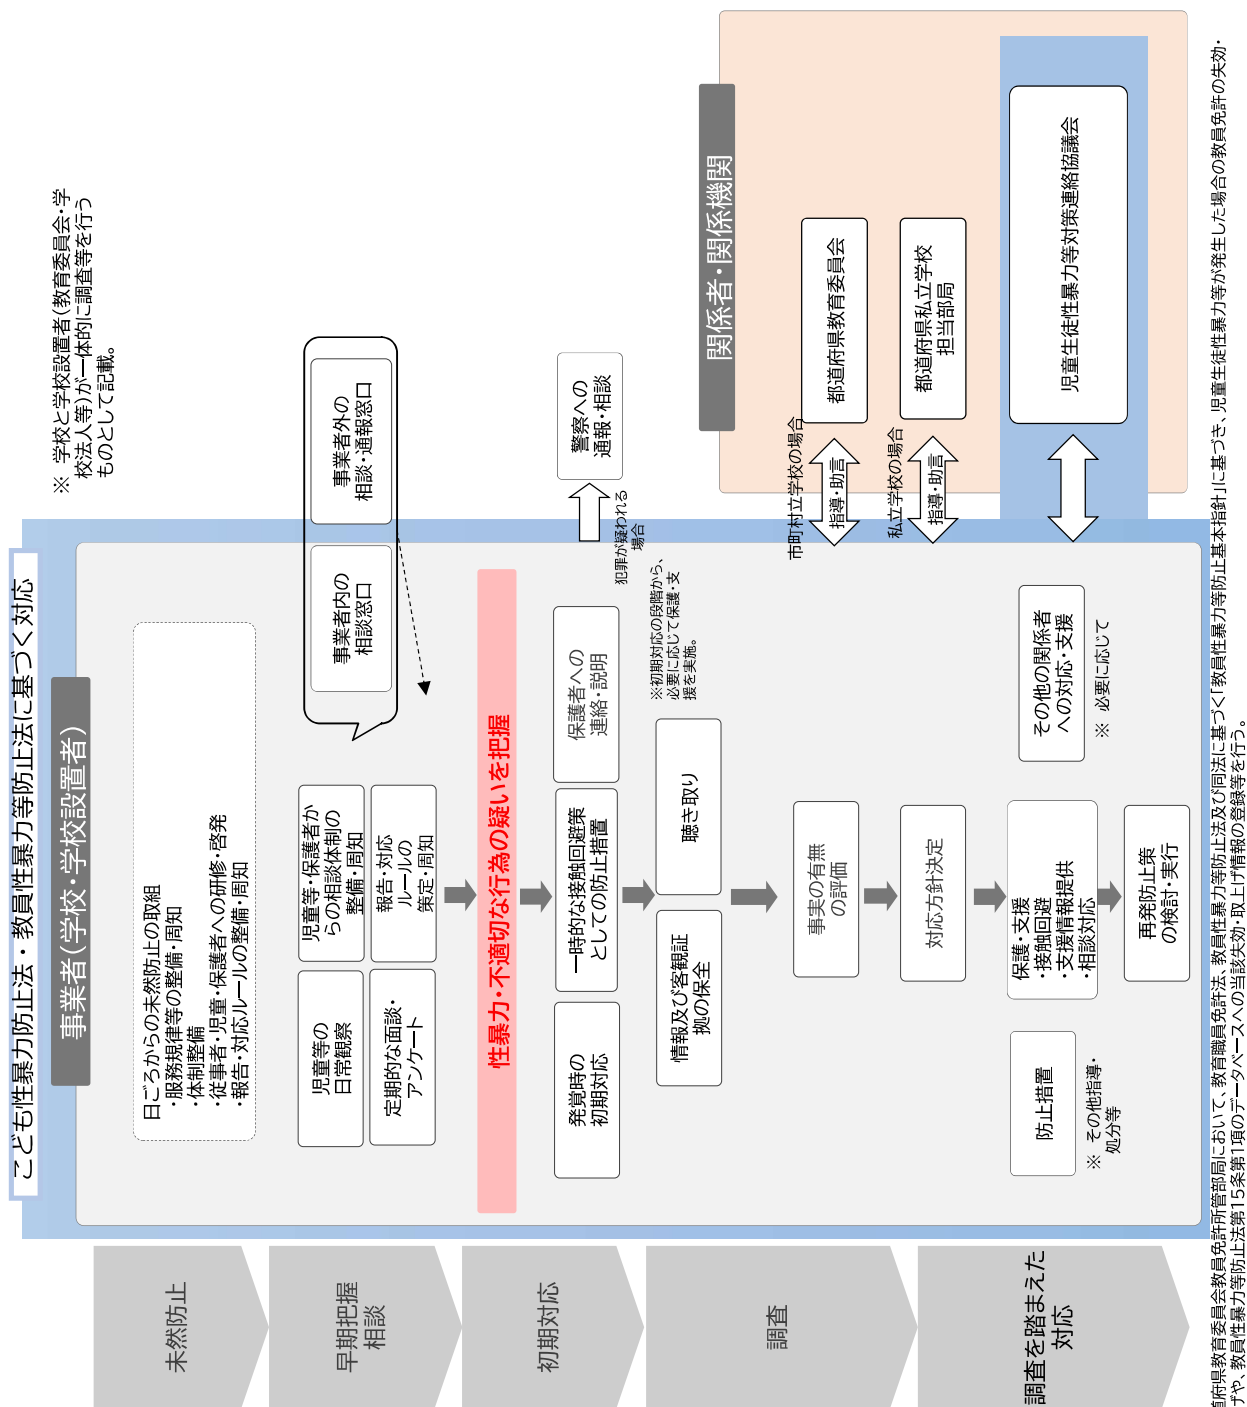 こども性暴力防止法・教員性暴力等防止法に基づく対応
※ 学校と学校設置者(教育委員会・学
校法人等)が一体的に調査等を行う
ものとして記載。
事業者(学校・学校設置者)
関係者・関係機関
未然防止
日ごろからの未然防止の取組
・服務規律等の整備・周知
・体制整備
・従事者・児童・保護者への研修・啓発
・報告・対応ルールの整備・周知
早期把握
相談
児童等の
日常観察
児童等・保護者か
らの相談体制の
整備・周知
定期的な面談・
アンケート
報告・対応
ルールの
策定・周知
事業者内の
相談窓口
事業者外の
相談・通報窓口
性暴力・不適切な行為の疑いを把握
初期対応
発覚時の
初期対応
一時的な接触回避策
としての防止措置
保護者への
連絡・説明
犯罪が疑われる
場合
警察への
通報・相談
※初期対応の段階から、
必要に応じて保護・支
援を実施。
調査
情報及び客観証
拠の保全
聴き取り
事実の有無
の評価
市町村立学校の場合
指導・助言
都道府県教育委員会
対応方針決定
私立学校の場合
指導・助言
都道府県私立学校
担当部局
調査を踏まえた
対応
防止措置
※ その他指導・
処分等
保護・支援
・接触回避
・支援情報提供
・相談対応
その他の関係者
への対応・支援
※ 必要に応じて
児童生徒性暴力等対策連絡協議会
再発防止策
の検討・実行
道府県教育委員会教員免許所管部局において、教育職員免許法、教員性暴力等防止法及び同法に基づく「教員性暴力等防止基本指針」に基づき、児童生徒性暴力等が発生した場合の教員免許の失効・
げや、教員性暴力等防止法第15条第1項のデータベースへの当該失効・取上げ情報の登録等を行う。